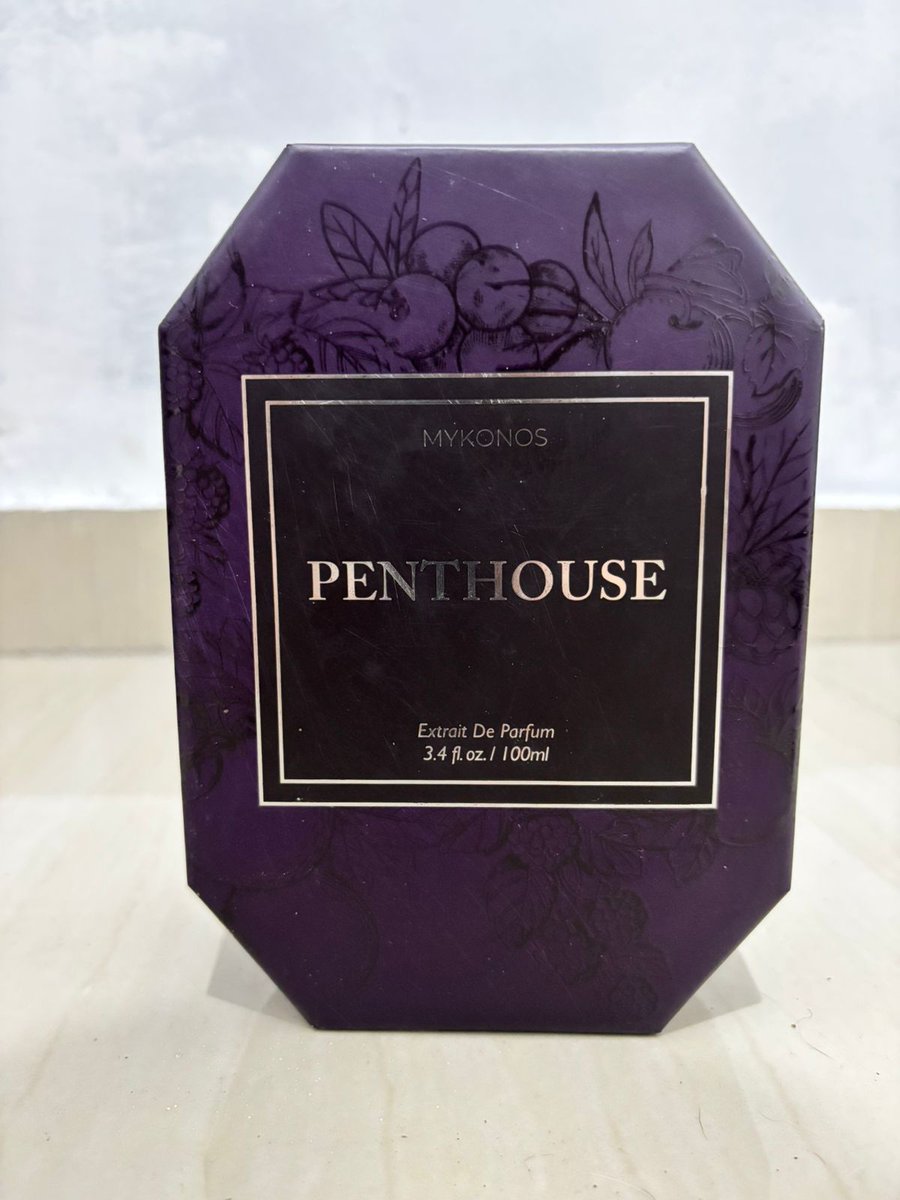 MYKONOS
PENTHOUSE
Extrait De Parfum
3.4 fl. oz. / 100ml